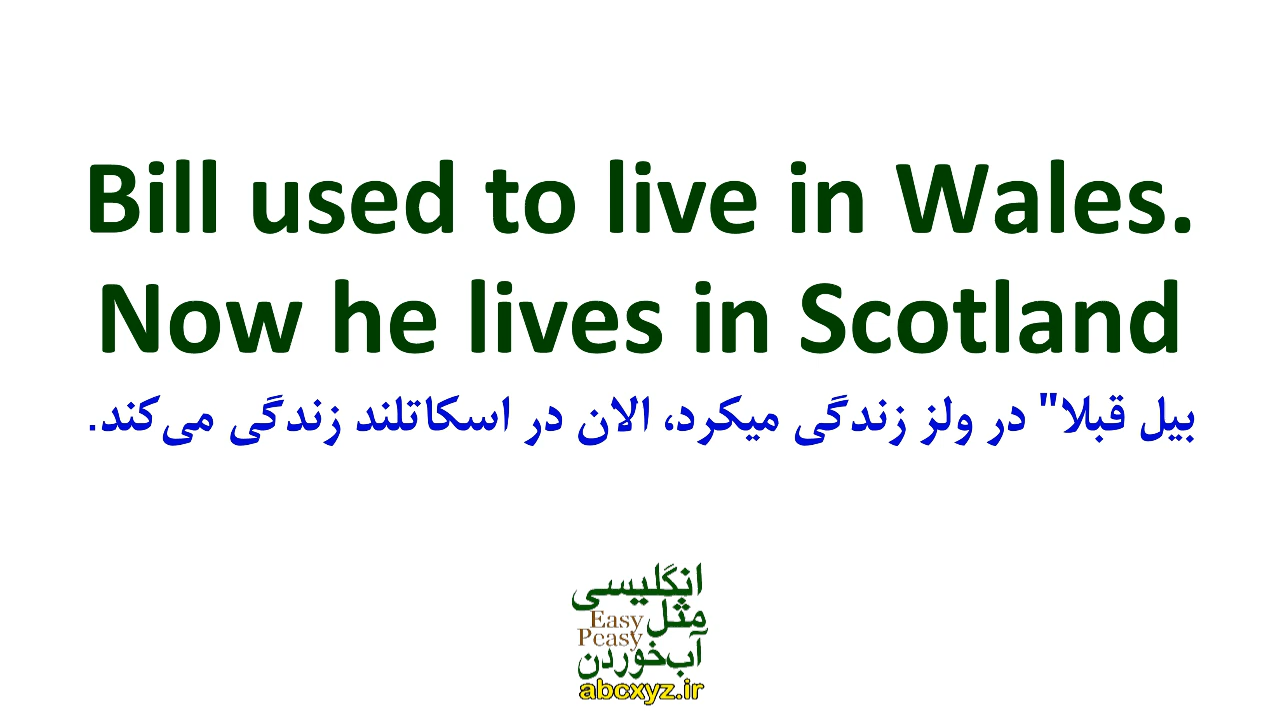 Bill used to live in Wales.
Now he lives in Scotland
بیل قبلا" در ولز زندگی میکرد، الان در اسکاتلند زندگی می‌کند.
انگلیسی
مثل
Easy
Peasy
آب‌خوردن
abcxyz.ir